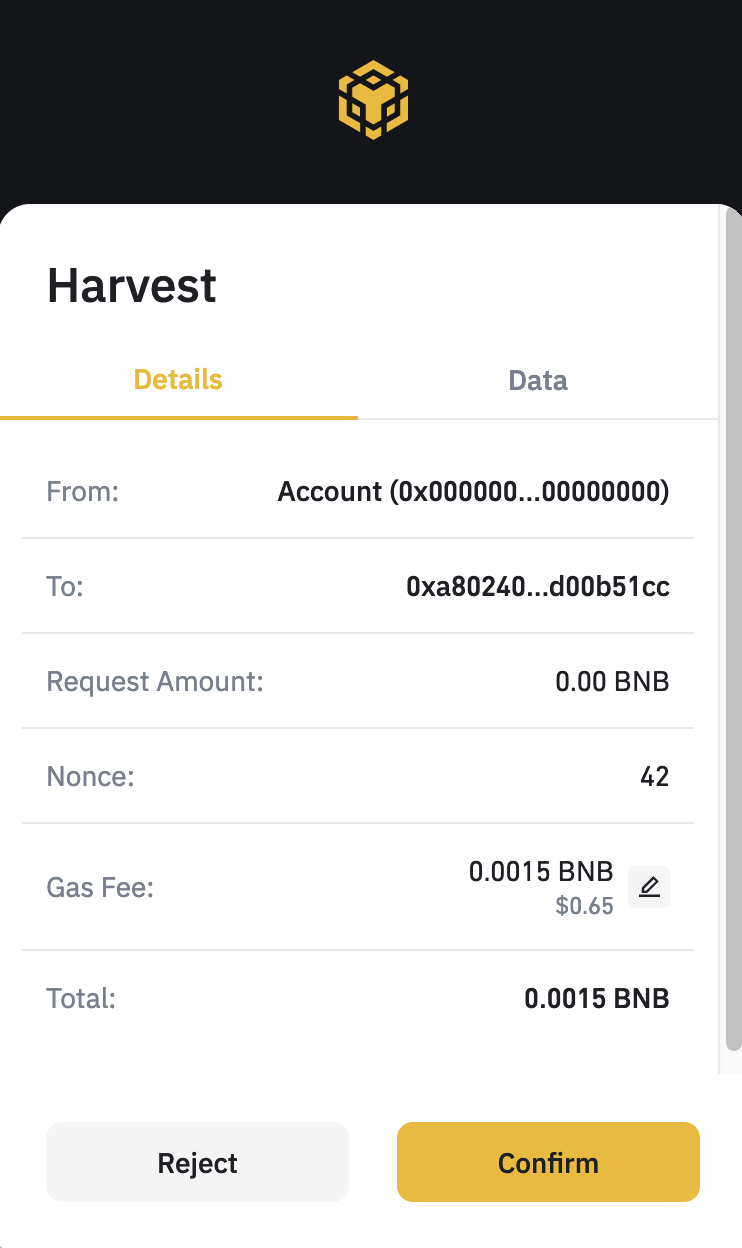 Harvest
Details Data
From: Account (0x000000...00000000)
To: 0xa80240...d00b51cc
Request Amount: 0.00 BNB
Nonce: 42
Gas Fee: 0.0015 BNB
$0.65
Total: 0.0015 BNB
Reject Confirm